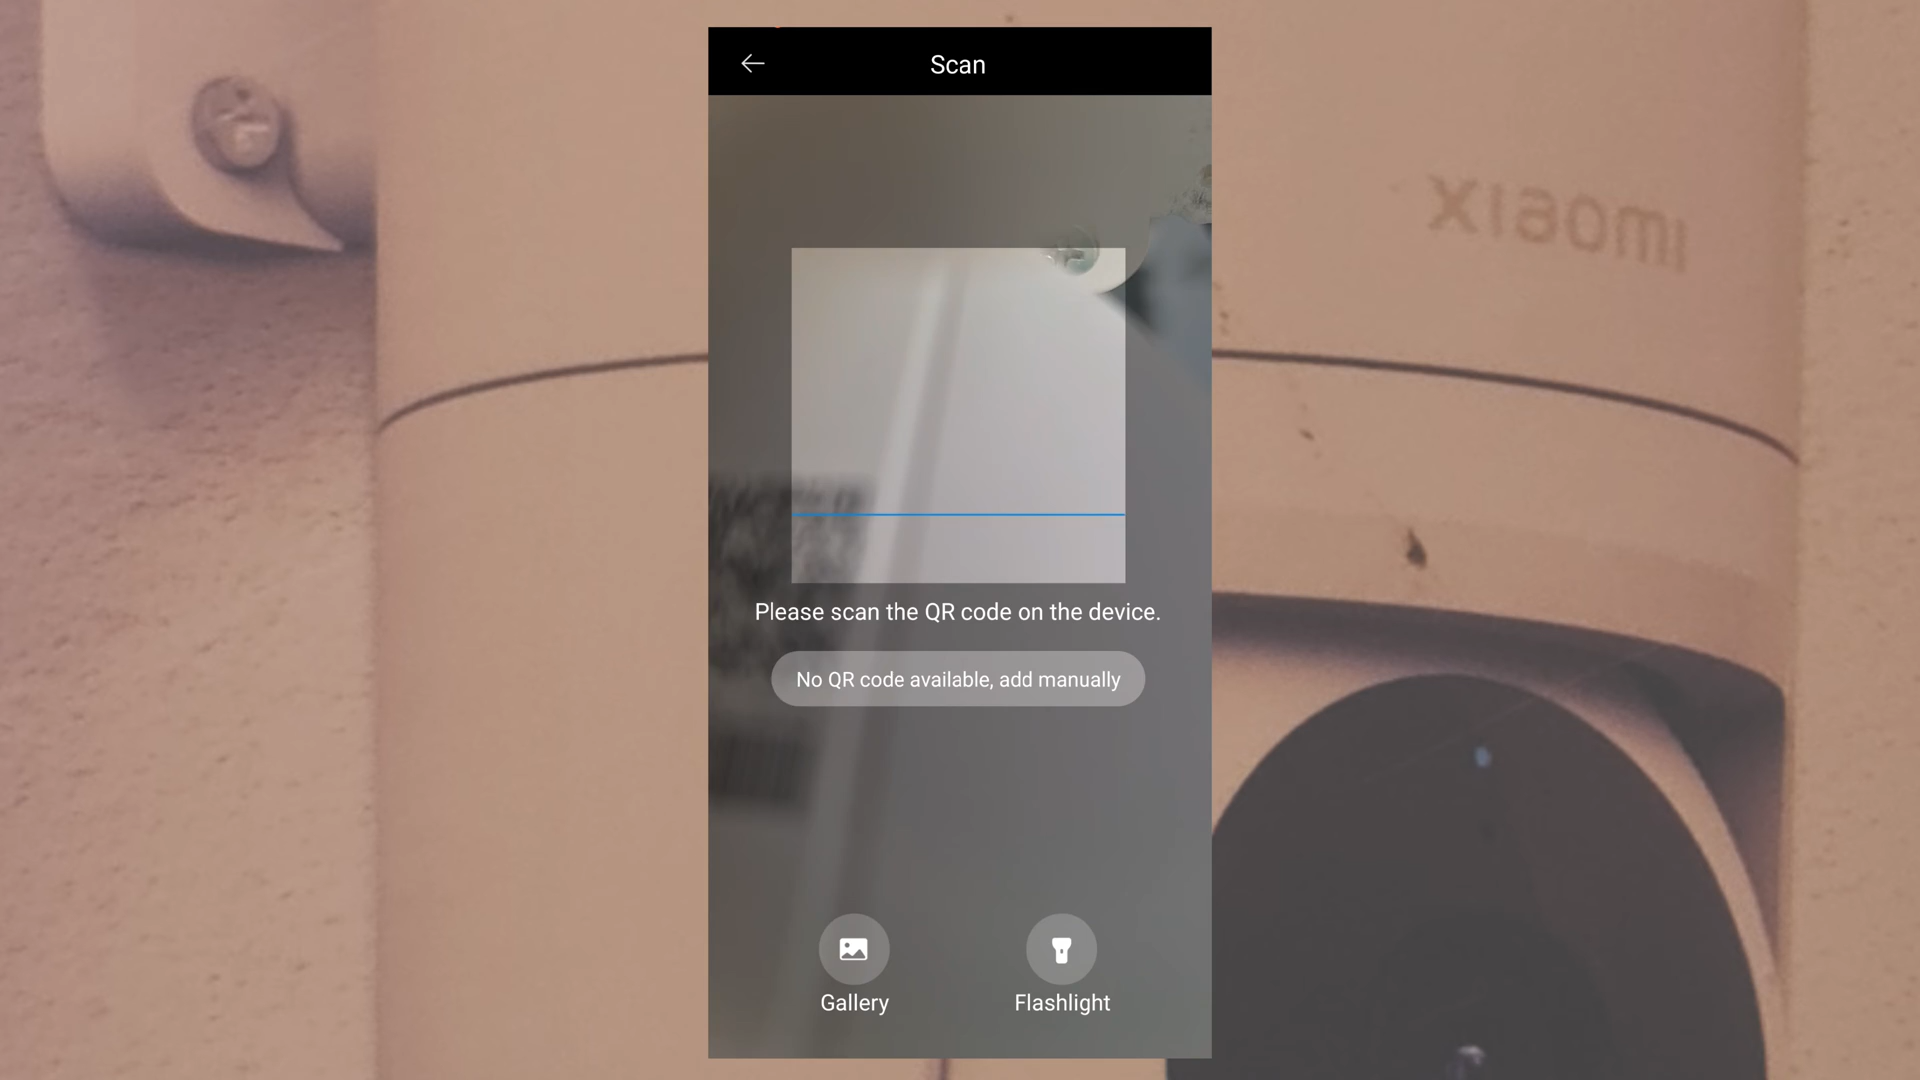 Scan
xiaomi
Please scan the QR code on the device.
No QR code available, add manually
Gallery
Flashlight